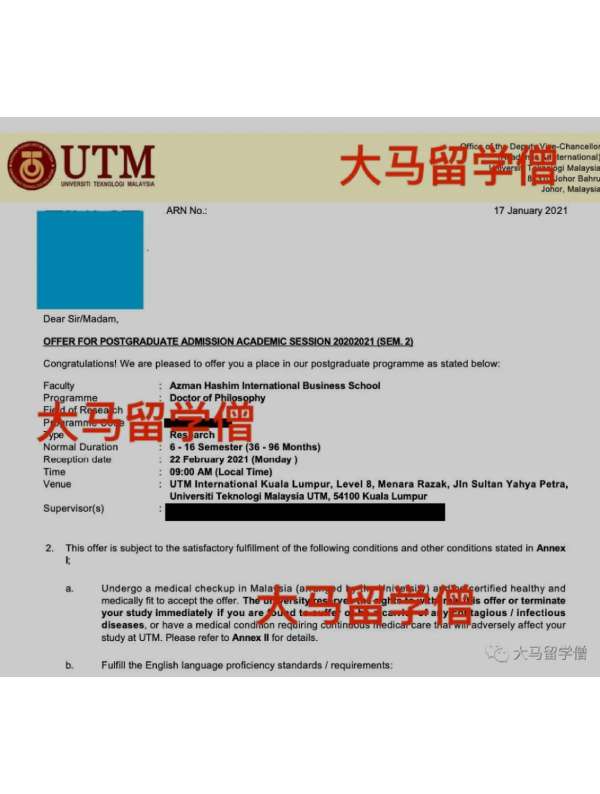 UTM
UNIVERSITI TEKNOLOGI MALAYSIA
Office of the Deputy Vice-Chancellor
International)
Universiti Teknologi Malaysia
Johor Bahru
Johor, Malaysia
大马留学僧
ARN No.:
17 January 2021
Dear Sir/Madam,
OFFER FOR POSTGRADUATE ADMISSION ACADEMIC SESSION 20202021 (SEM. 2)
Congratulations! We are pleased to offer you a place in our postgraduate programme as stated below:
Faculty : Azman Hashim International Business School
Programme : Doctor of Philosophy
Field of Research :
Programme Code :
大马留学僧
Type : Research
Normal Duration : 6 - 16 Semester (36 - 96 Months)
Reception date : 22 February 2021 (Monday )
Time : 09:00 AM (Local Time)
Venue : UTM International Kuala Lumpur, Level 8, Menara Razak, Jln Sultan Yahya Petra,
Universiti Teknologi Malaysia UTM, 54100 Kuala Lumpur
Supervisor(s) :
2. This offer is subject to the satisfactory fulfillment of the following conditions and other conditions stated in Annex
I;
a. Undergo a medical checkup in Malaysia (arranged by the University) and be certified healthy and
medically fit to accept the offer. The university reserves the rights to withdraw this offer or terminate
your study immediately if you are found to suffer or be carrier of any contagious / infectious
diseases, or have a medical condition requiring continuous medical care that will adversely affect your
study at UTM. Please refer to Annex II for details.
大马留学僧
b. Fulfill the English language proficiency standards / requirements:
大马留学僧